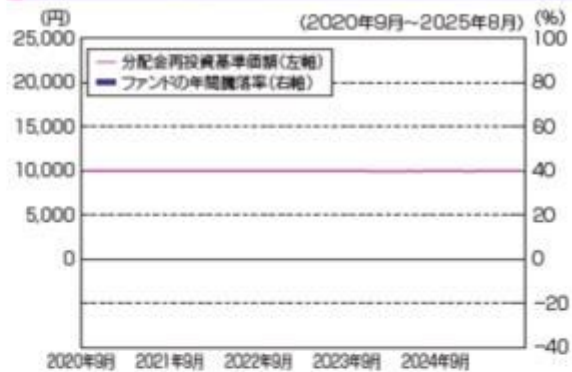 (円) (2020年9月～2025年8月) (%)
25,000 100
分配金再投資基準価額(左軸)
20,000 80
ファンドの年間騰落率(右軸)
15,000 60
10,000 40
5,000 20
0 0
-20
-40
2020年9月 2021年9月 2022年9月 2023年9月 2024年9月